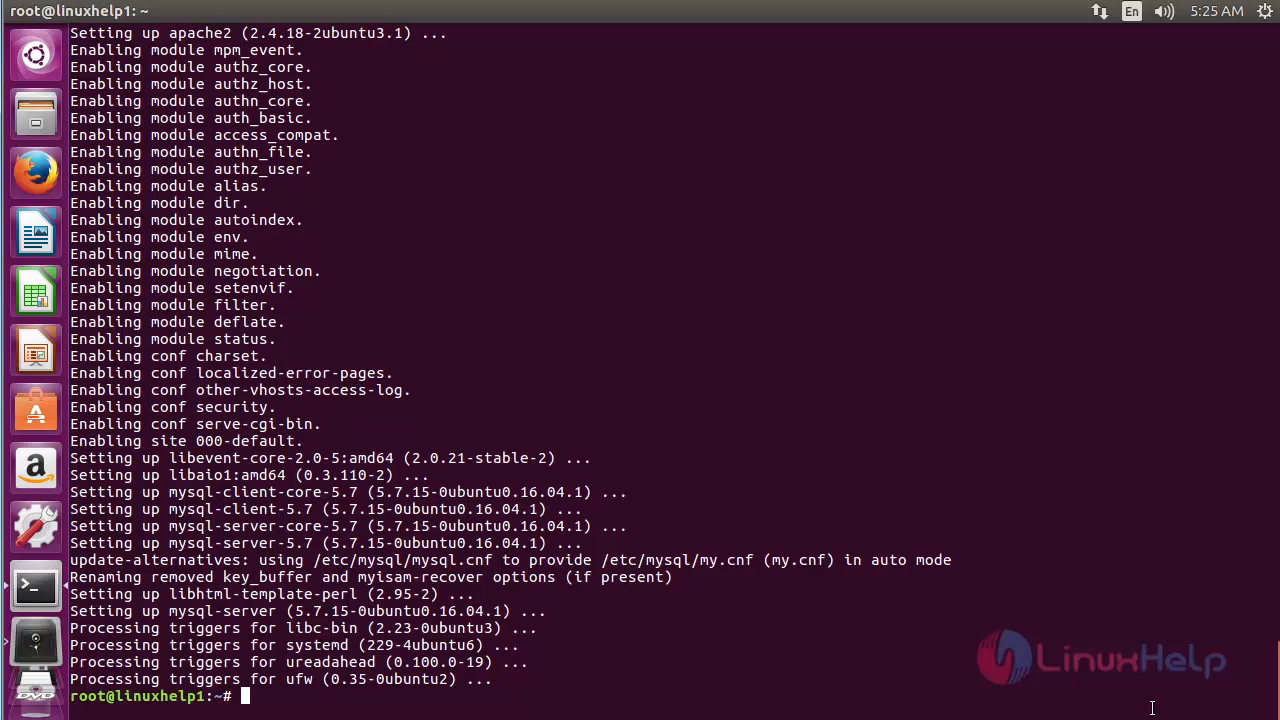 root@linuxhelp1: ~
En
5:25 AM
Setting up apache2 (2.4.18-2ubuntu3.1) ...
Enabling module mpm_event.
Enabling module authz_core.
Enabling module authz_host.
Enabling module authn_core.
Enabling module auth_basic.
Enabling module access_compat.
Enabling module authn_file.
Enabling module authz_user.
Enabling module alias.
Enabling module dir.
Enabling module autoindex.
Enabling module env.
Enabling module mime.
Enabling module negotiation.
Enabling module setenvif.
Enabling module filter.
Enabling module deflate.
Enabling module status.
Enabling conf charset.
Enabling conf localized-error-pages.
Enabling conf other-vhosts-access-log.
Enabling conf security.
Enabling conf serve-cgi-bin.
Enabling site 000-default.
Setting up libevent-core-2.0-5:amd64 (2.0.21-stable-2) ...
Setting up libaio1:amd64 (0.3.110-2) ...
Setting up mysql-client-core-5.7 (5.7.15-0ubuntu0.16.04.1) ...
Setting up mysql-client-5.7 (5.7.15-0ubuntu0.16.04.1) ...
Setting up mysql-server-core-5.7 (5.7.15-0ubuntu0.16.04.1) ...
Setting up mysql-server-5.7 (5.7.15-0ubuntu0.16.04.1) ...
update-alternatives: using /etc/mysql/mysql.cnf to provide /etc/mysql/my.cnf (my.cnf) in auto mode
Renaming removed key_buffer and myisam-recover options (if present)
Setting up libhtml-template-perl (2.95-2) ...
Setting up mysql-server (5.7.15-0ubuntu0.16.04.1) ...
Processing triggers for libc-bin (2.23-0ubuntu3) ...
Processing triggers for systemd (229-4ubuntu6) ...
Processing triggers for ureadahead (0.100.0-19) ...
Processing triggers for ufw (0.35-0ubuntu2) ...
root@linuxhelp1:~#
LinuxHelp
DVD